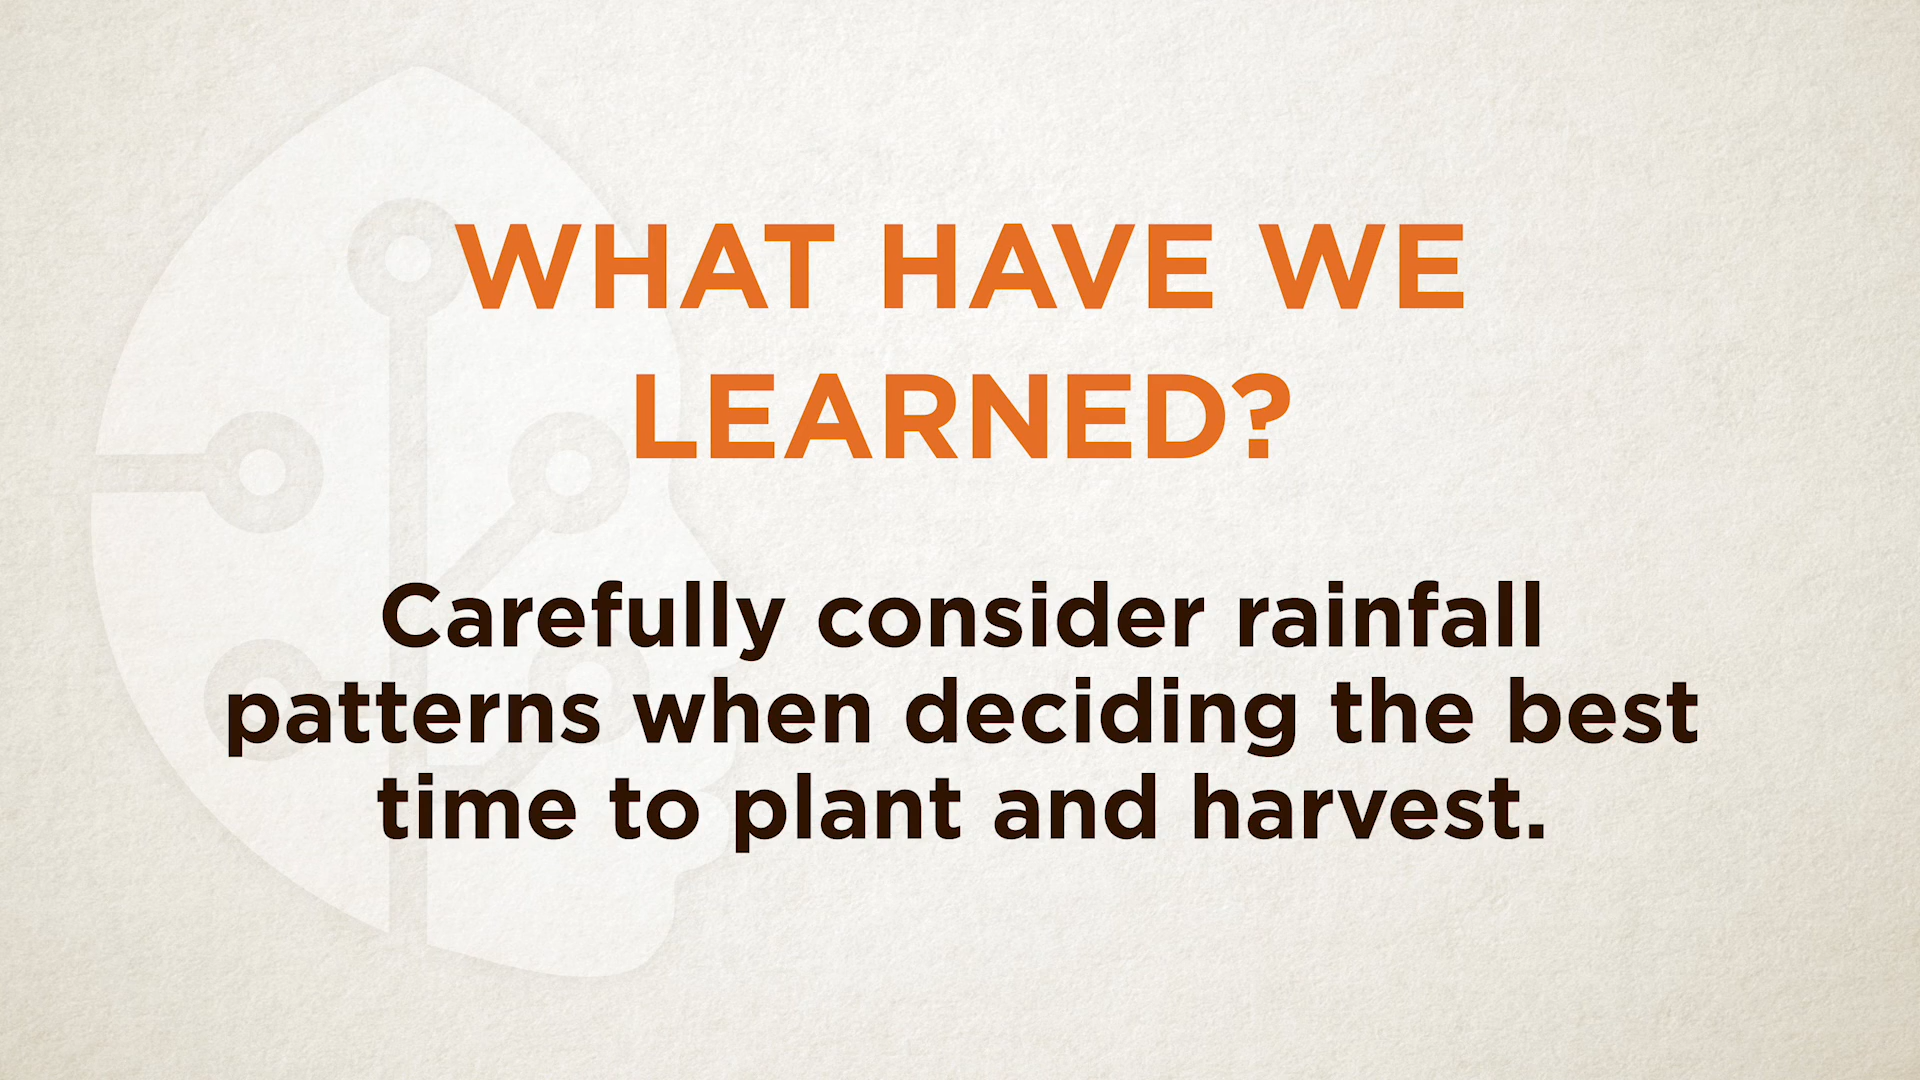 WHAT HAVE WE
LEARNED?
Carefully consider rainfall
patterns when deciding the best
time to plant and harvest.